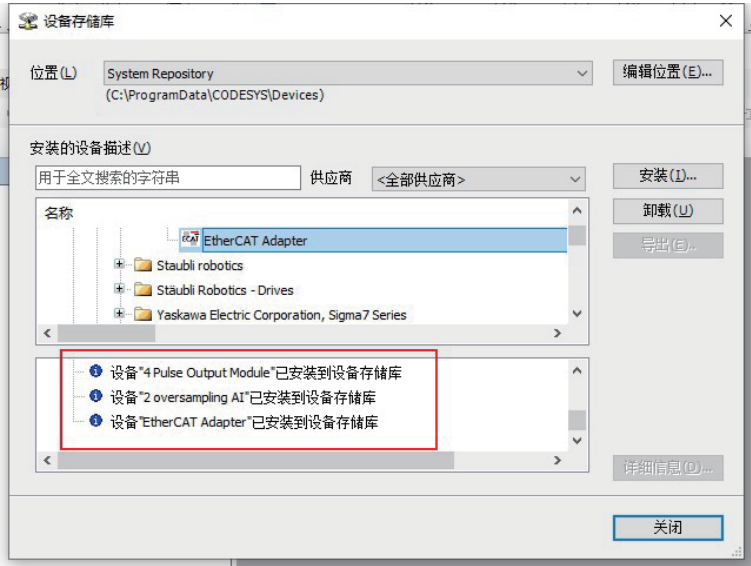 设备存储库
位置(L) System Repository 编辑位置(E)...
(C:\ProgramData\CODESYS\Devices)
安装的设备描述(V)
用于全文搜索的字符串 供应商 <全部供应商> 安装(I)...
名称 卸载(U)
EtherCAT Adapter 导出(E)..
Staubli robotics
Stäubli Robotics - Drives
Yaskawa Electric Corporation, Sigma7 Series
设备"4 Pulse Output Module"已安装到设备存储库
设备"2 oversampling AI"已安装到设备存储库
设备"EtherCAT Adapter"已安装到设备存储库
详细信息(D)...
关闭